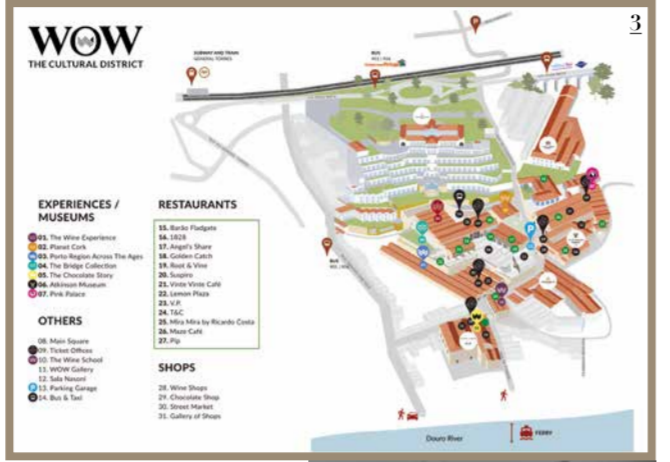 3
WOW
THE CULTURAL DISTRICT
SUBWAY AND TRAIN
GENERAL TORRES
BUS
BUS
EXPERIENCES /
MUSEUMS
01. The Wine Experience
02. Planet Cork
03. Porto Region Across The Ages
04. The Bridge Collection
05. The Chocolate Story
06. Atkinson Museum
07. Pink Palace
OTHERS
08. Main Square
09. Ticket Offices
10. The Wine School
11. WOW Gallery
12. Sala Nasoni
13. Parking Garage
14. Bus & Taxi
RESTAURANTS
15. Barão Fladgate
16. 1828
17. Angel's Share
18. Golden Catch
19. Root & Vine
20. Suspiro
21. Vinte Vinte Café
22. Lemon Plaza
23. V.P.
24. T&C
25. Mira Mira by Ricardo Costa
26. Maze Café
27. Pip
SHOPS
28. Wine Shops
29. Chocolate Shop
30. Street Market
31. Gallery of Shops
P
P
Douro River
FERRY